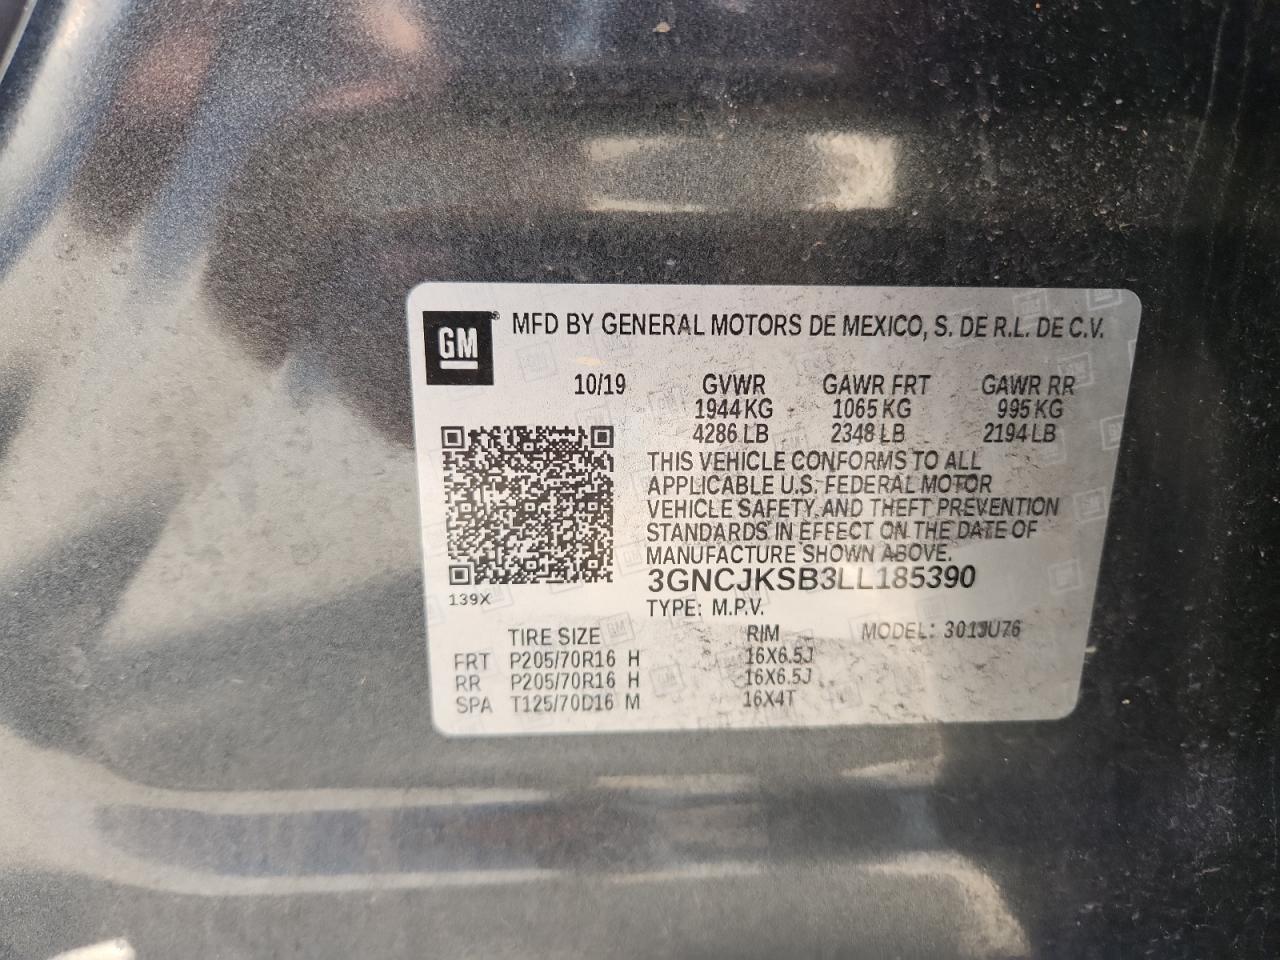 GM® MFD BY GENERAL MOTORS DE MEXICO, S. DE R.L. DE C.V.
10/19 GVWR GAWR FRT GAWR RR
1944 KG 1065 KG 995 KG
4286 LB 2348 LB 2194 LB
THIS VEHICLE CONFORMS TO ALL
APPLICABLE U.S. FEDERAL MOTOR
VEHICLE SAFETY, AND THEFT PREVENTION
STANDARDS IN EFFECT ON THE DATE OF
MANUFACTURE SHOWN ABOVE.
3GNCJKSB3LL185390
139X
TYPE: M.P.V.
TIRE SIZE RIM MODEL: 301JU76
FRT P205/70R16 H 16X6.5J
RR P205/70R16 H 16X6.5J
SPA T125/70D16 M 16X4T